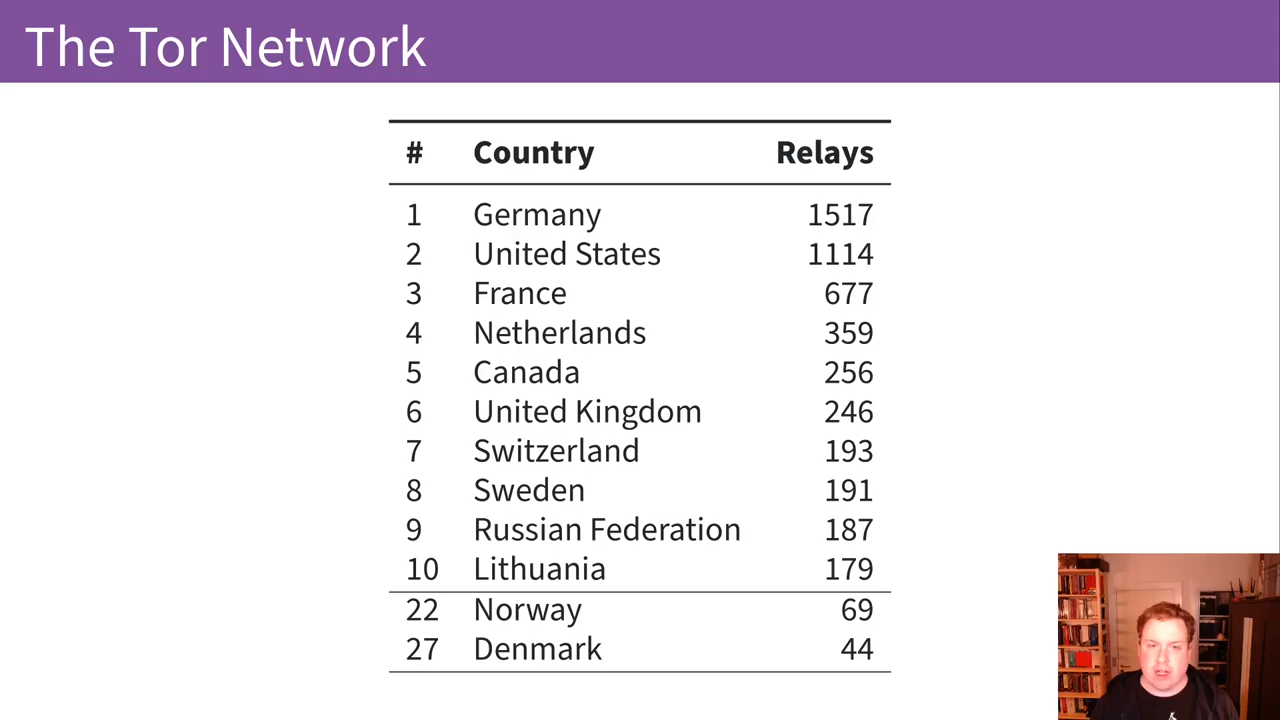 The Tor Network
# Country Relays
1 Germany 1517
2 United States 1114
3 France 677
4 Netherlands 359
5 Canada 256
6 United Kingdom 246
7 Switzerland 193
8 Sweden 191
9 Russian Federation 187
10 Lithuania 179
22 Norway 69
27 Denmark 44